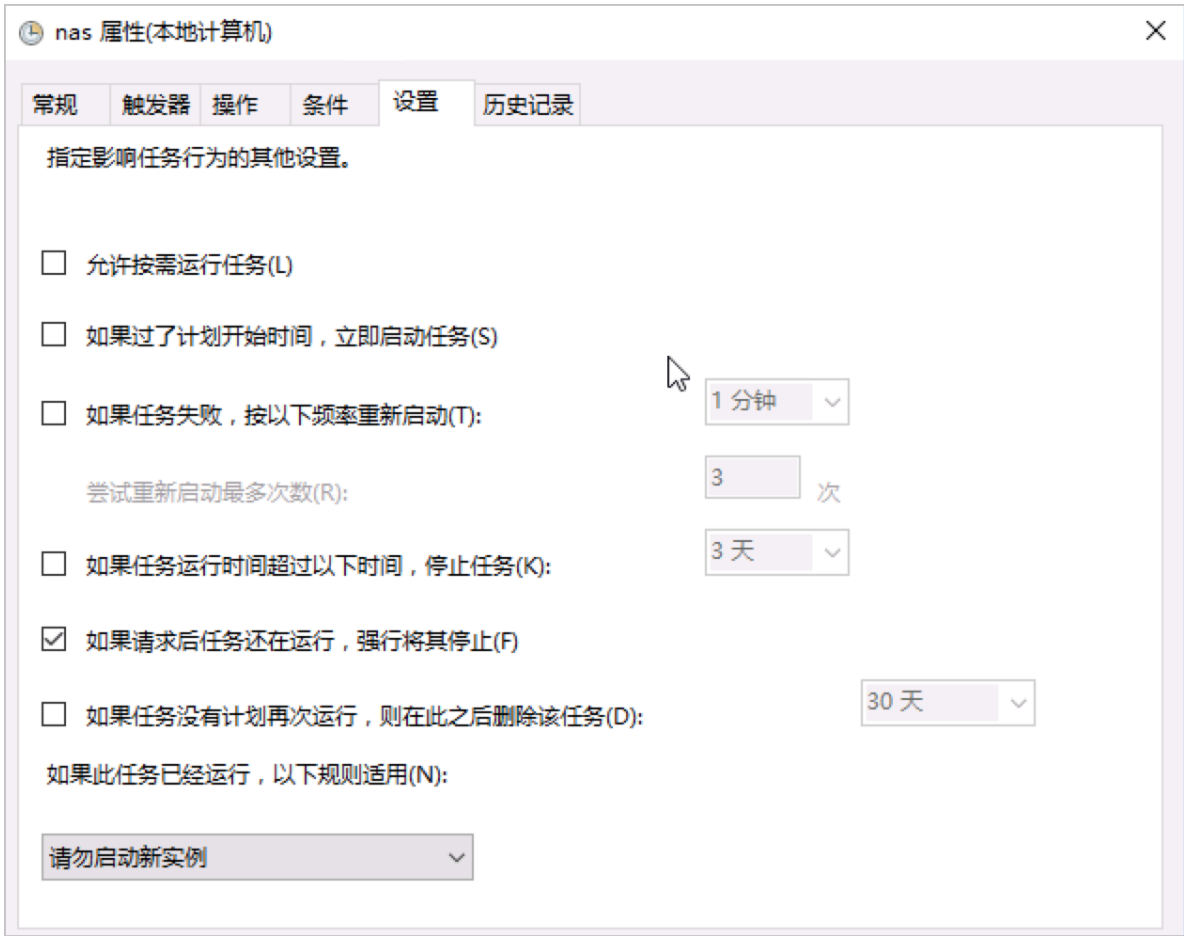 nas 属性(本地计算机)
常规 触发器 操作 条件 设置 历史记录
指定影响任务行为的其他设置。
允许按需运行任务(L)
如果过了计划开始时间，立即启动任务(S)
如果任务失败，按以下频率重新启动(T): 1 分钟
尝试重新启动最多次数(R): 3 次
如果任务运行时间超过以下时间，停止任务(K): 3 天
如果请求后任务还在运行，强行将其停止(F)
如果任务没有计划再次运行，则在此之后删除该任务(D): 30 天
如果此任务已经运行，以下规则适用(N):
请勿启动新实例